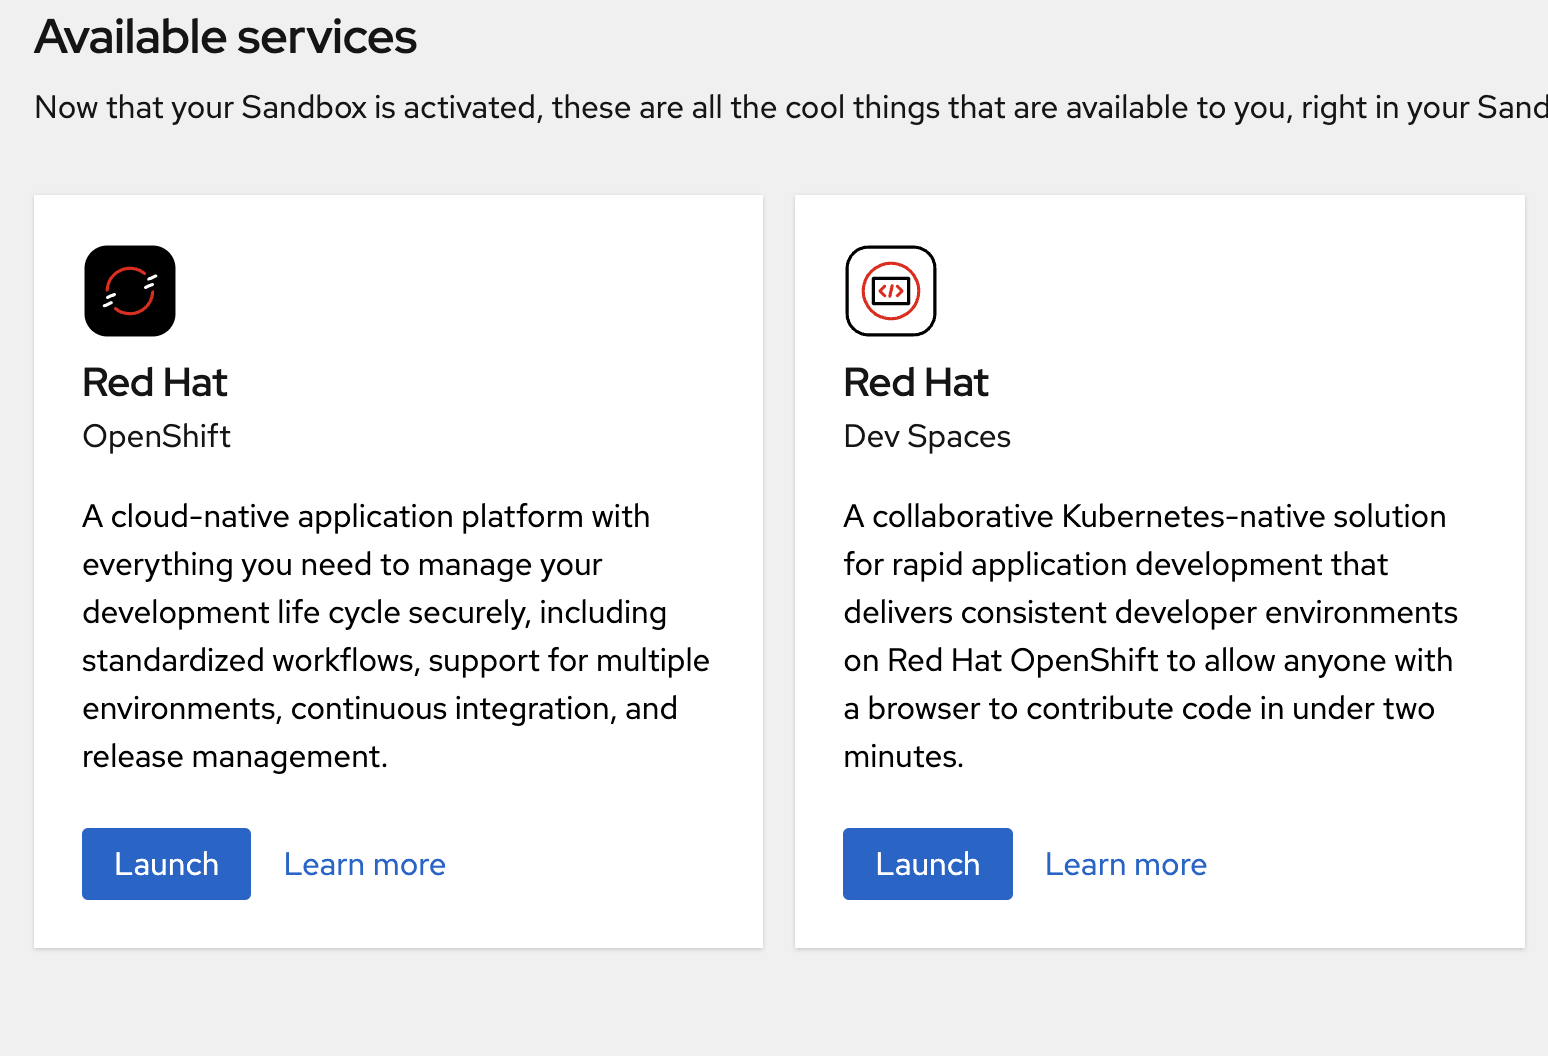 Available services
Now that your Sandbox is activated, these are all the cool things that are available to you, right in your Sand
Red Hat
OpenShift
A cloud-native application platform with
everything you need to manage your
development life cycle securely, including
standardized workflows, support for multiple
environments, continuous integration, and
release management.
Launch
Learn more
</>
Red Hat
Dev Spaces
A collaborative Kubernetes-native solution
for rapid application development that
delivers consistent developer environments
on Red Hat OpenShift to allow anyone with
a browser to contribute code in under two
minutes.
Launch
Learn more